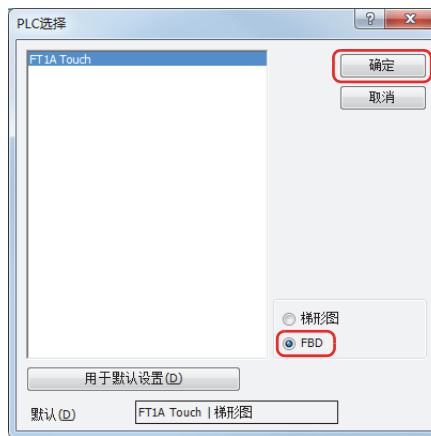 PLC选择
FT1A Touch
确定
取消
梯形图
FBD
用于默认设置(D)
默认(D)
FT1A Touch | 梯形图